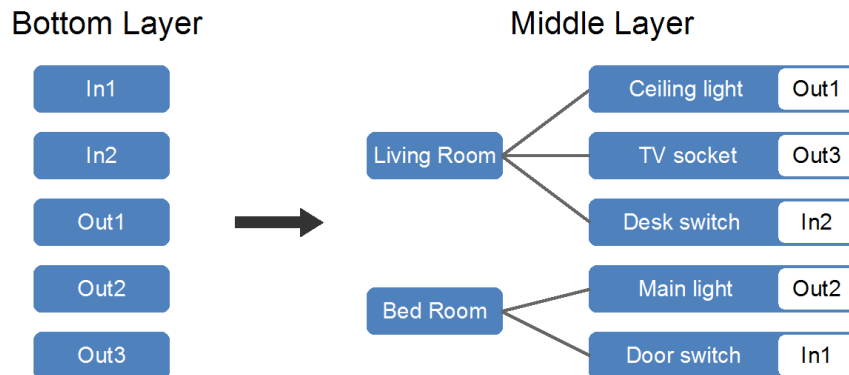 Bottom Layer
In1
In2
Out1
Out2
Out3
Middle Layer
Living Room
Ceiling light Out1
TV socket Out3
Desk switch In2
Bed Room
Main light Out2
Door switch In1